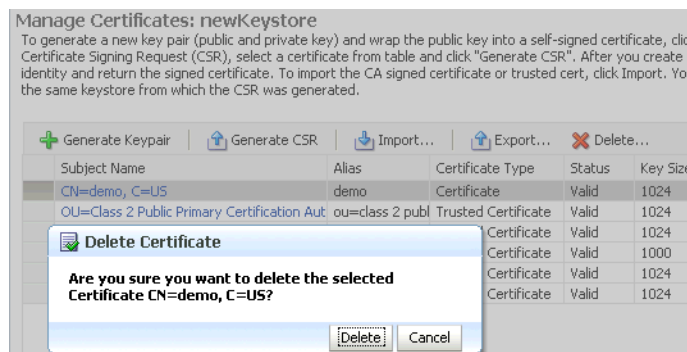 Manage Certificates: newKeystore
To generate a new key pair (public and private key) and wrap the public key into a self-signed certificate, clic
Certificate Signing Request (CSR), select a certificate from table and click "Generate CSR". After you create
identity and return the signed certificate. To import the CA signed certificate or trusted cert, click Import. Yo
the same keystore from which the CSR was generated.
Generate Keypair Generate CSR Import... Export... Delete...
Subject Name Alias Certificate Type Status Key Size
CN=demo, C=US demo Certificate Valid 1024
OU=Class 2 Public Primary Certification Aut ou=class 2 publ Trusted Certificate Valid 1024
Certificate Valid 1024
Certificate Valid 1000
Certificate Valid 1024
Certificate Valid 1024
Delete Certificate
Are you sure you want to delete the selected
Certificate CN=demo, C=US?
Delete Cancel